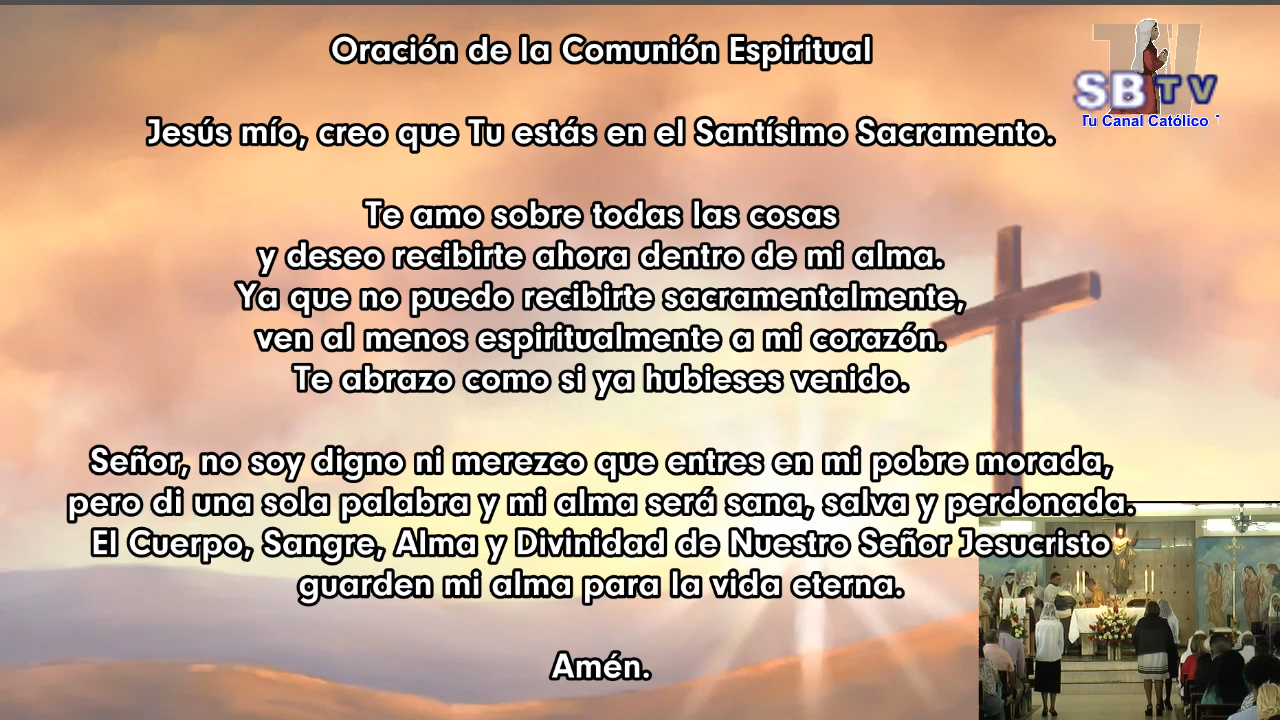 Oración de la Comunión Espiritual
SB TV
Tu Canal Católico
Jesús mío, creo que Tu estás en el Santísimo Sacramento.
Te amo sobre todas las cosas
y deseo recibirte ahora dentro de mi alma.
Ya que no puedo recibirte sacramentalmente,
ven al menos espiritualmente a mi corazón.
Te abrazo como si ya hubieses venido.
Señor, no soy digno ni merezco que entres en mi pobre morada,
pero di una sola palabra y mi alma será sana, salva y perdonada.
El Cuerpo, Sangre, Alma y Divinidad de Nuestro Señor Jesucristo
guarden mi alma para la vida eterna.
Amén.